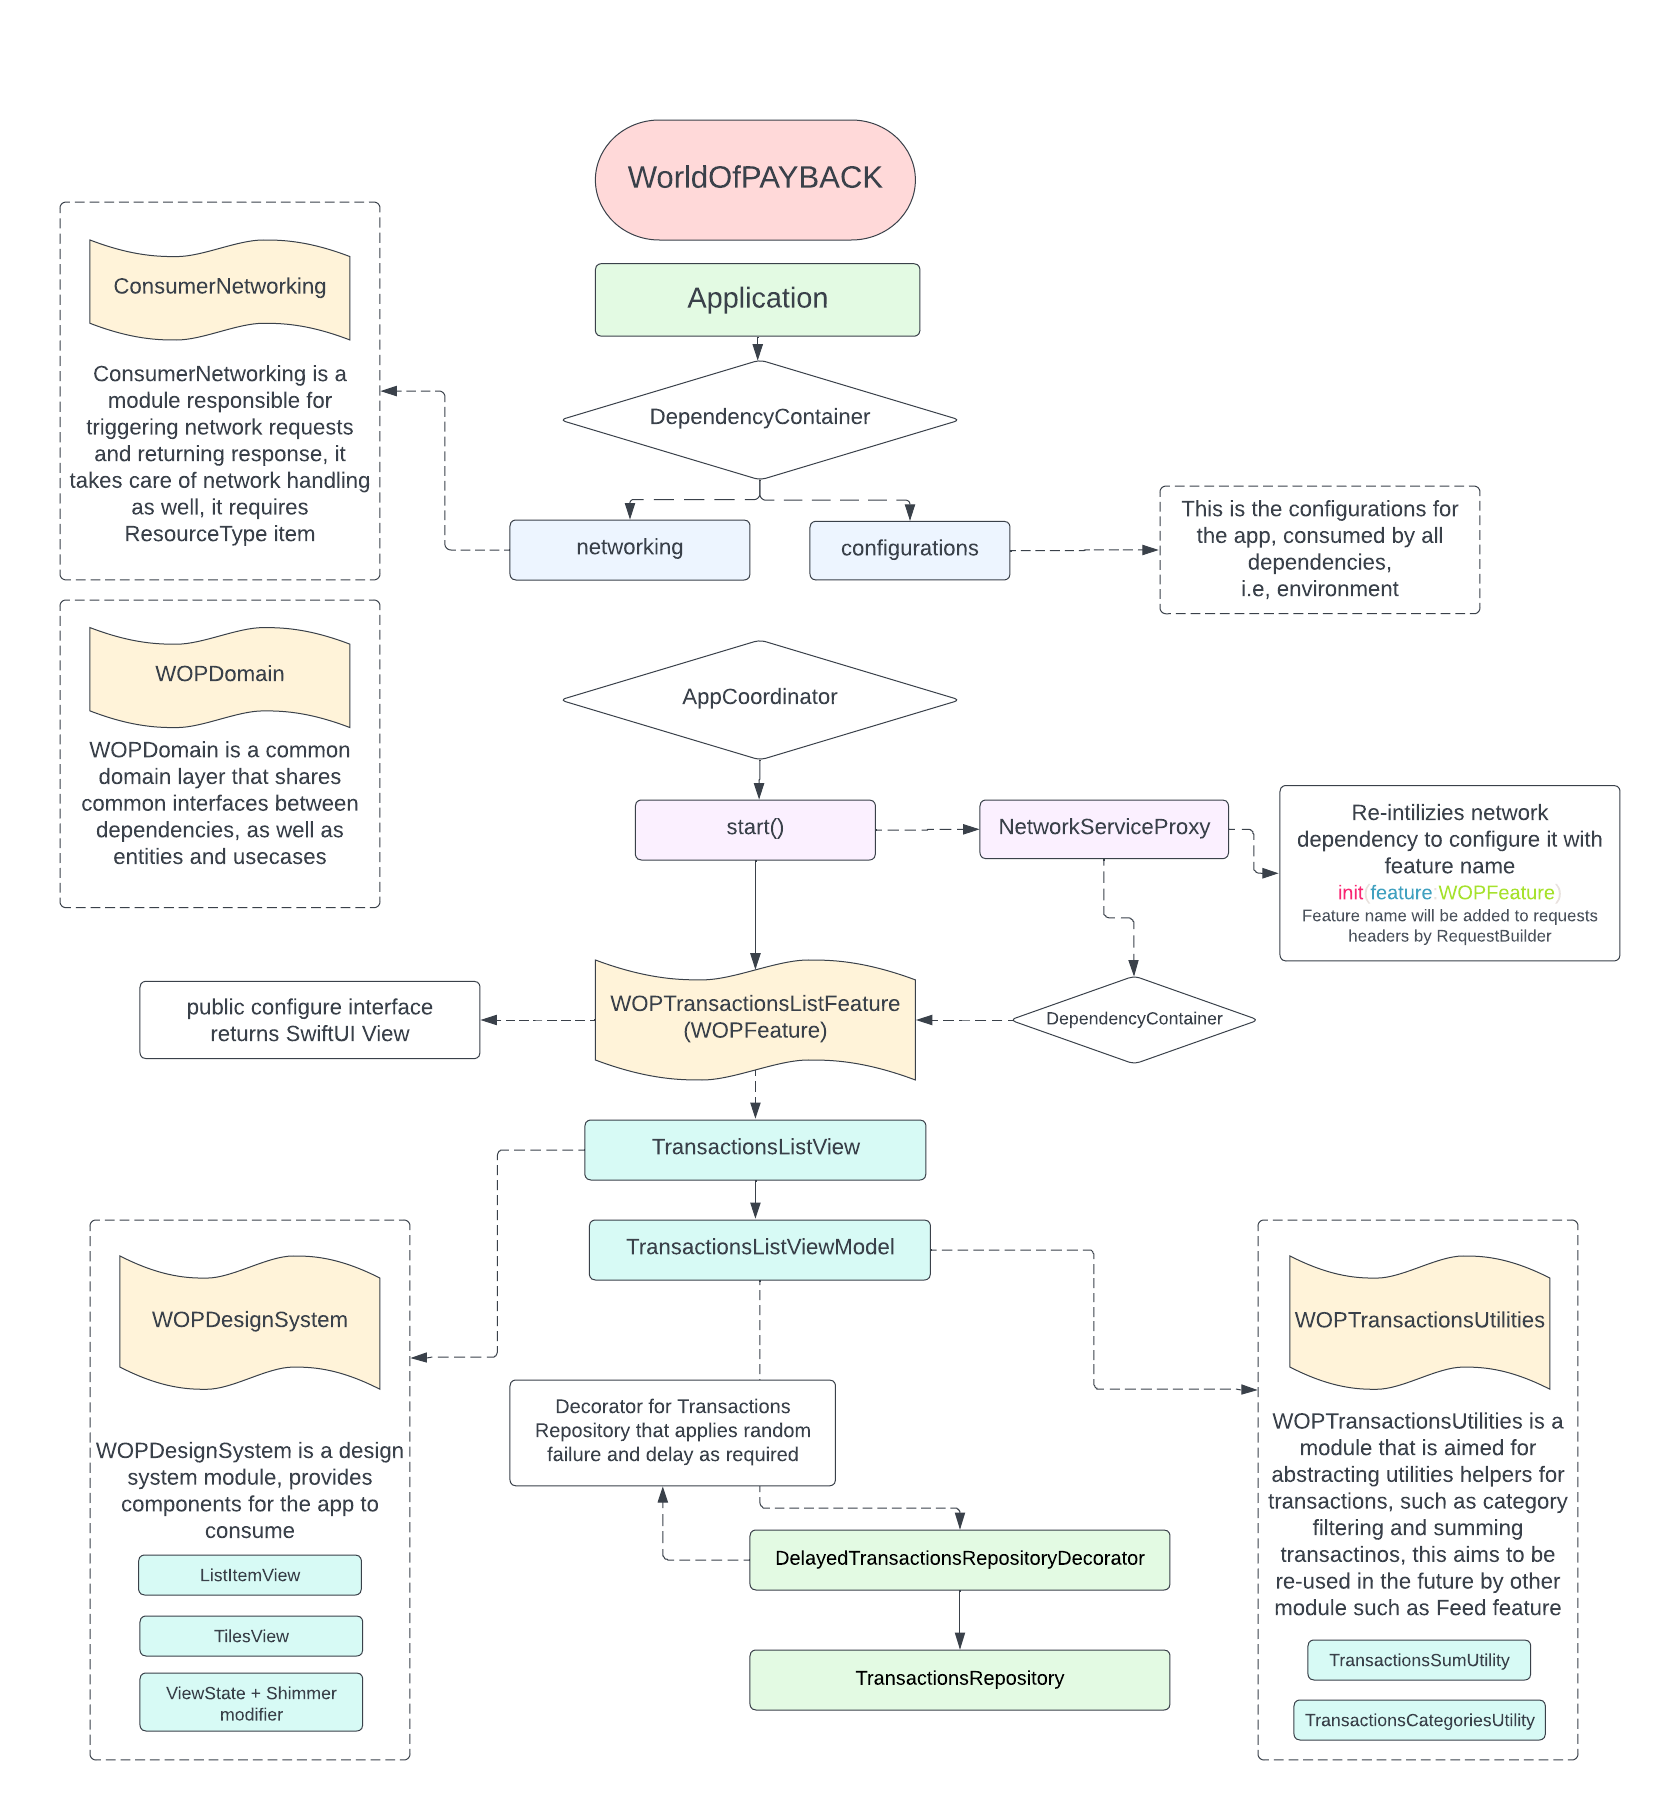 WorldOfPAYBACK
Application
DependencyContainer
networking
configurations
ConsumerNetworking
ConsumerNetworking is a
module responsible for
triggering network requests
and returning response, it
takes care of network handling
as well, it requires
ResourceType item
This is the configurations for
the app, consumed by all
dependencies,
i.e, environment
WOPDomain
WOPDomain is a common
domain layer that shares
common interfaces between
dependencies, as well as
entities and usecases
AppCoordinator
start()
NetworkServiceProxy
Re-intilizies network
dependency to configure it with
feature name
init(feature:WOPFeature)
Feature name will be added to requests
headers by RequestBuilder
public configure interface
returns SwiftUI View
WOPTransactionsListFeature
(WOPFeature)
DependencyContainer
TransactionsListView
TransactionsListViewModel
WOPDesignSystem
WOPDesignSystem is a design
system module, provides
components for the app to
consume
ListItemView
TilesView
ViewState + Shimmer
modifier
Decorator for Transactions
Repository that applies random
failure and delay as required
DelayedTransactionsRepositoryDecorator
TransactionsRepository
WOPTransactionsUtilities
WOPTransactionsUtilities is a
module that is aimed for
abstracting utilities helpers for
transactions, such as category
filtering and summing
transactinos, this aims to be
re-used in the future by other
module such as Feed feature
TransactionsSumUtility
TransactionsCategoriesUtility